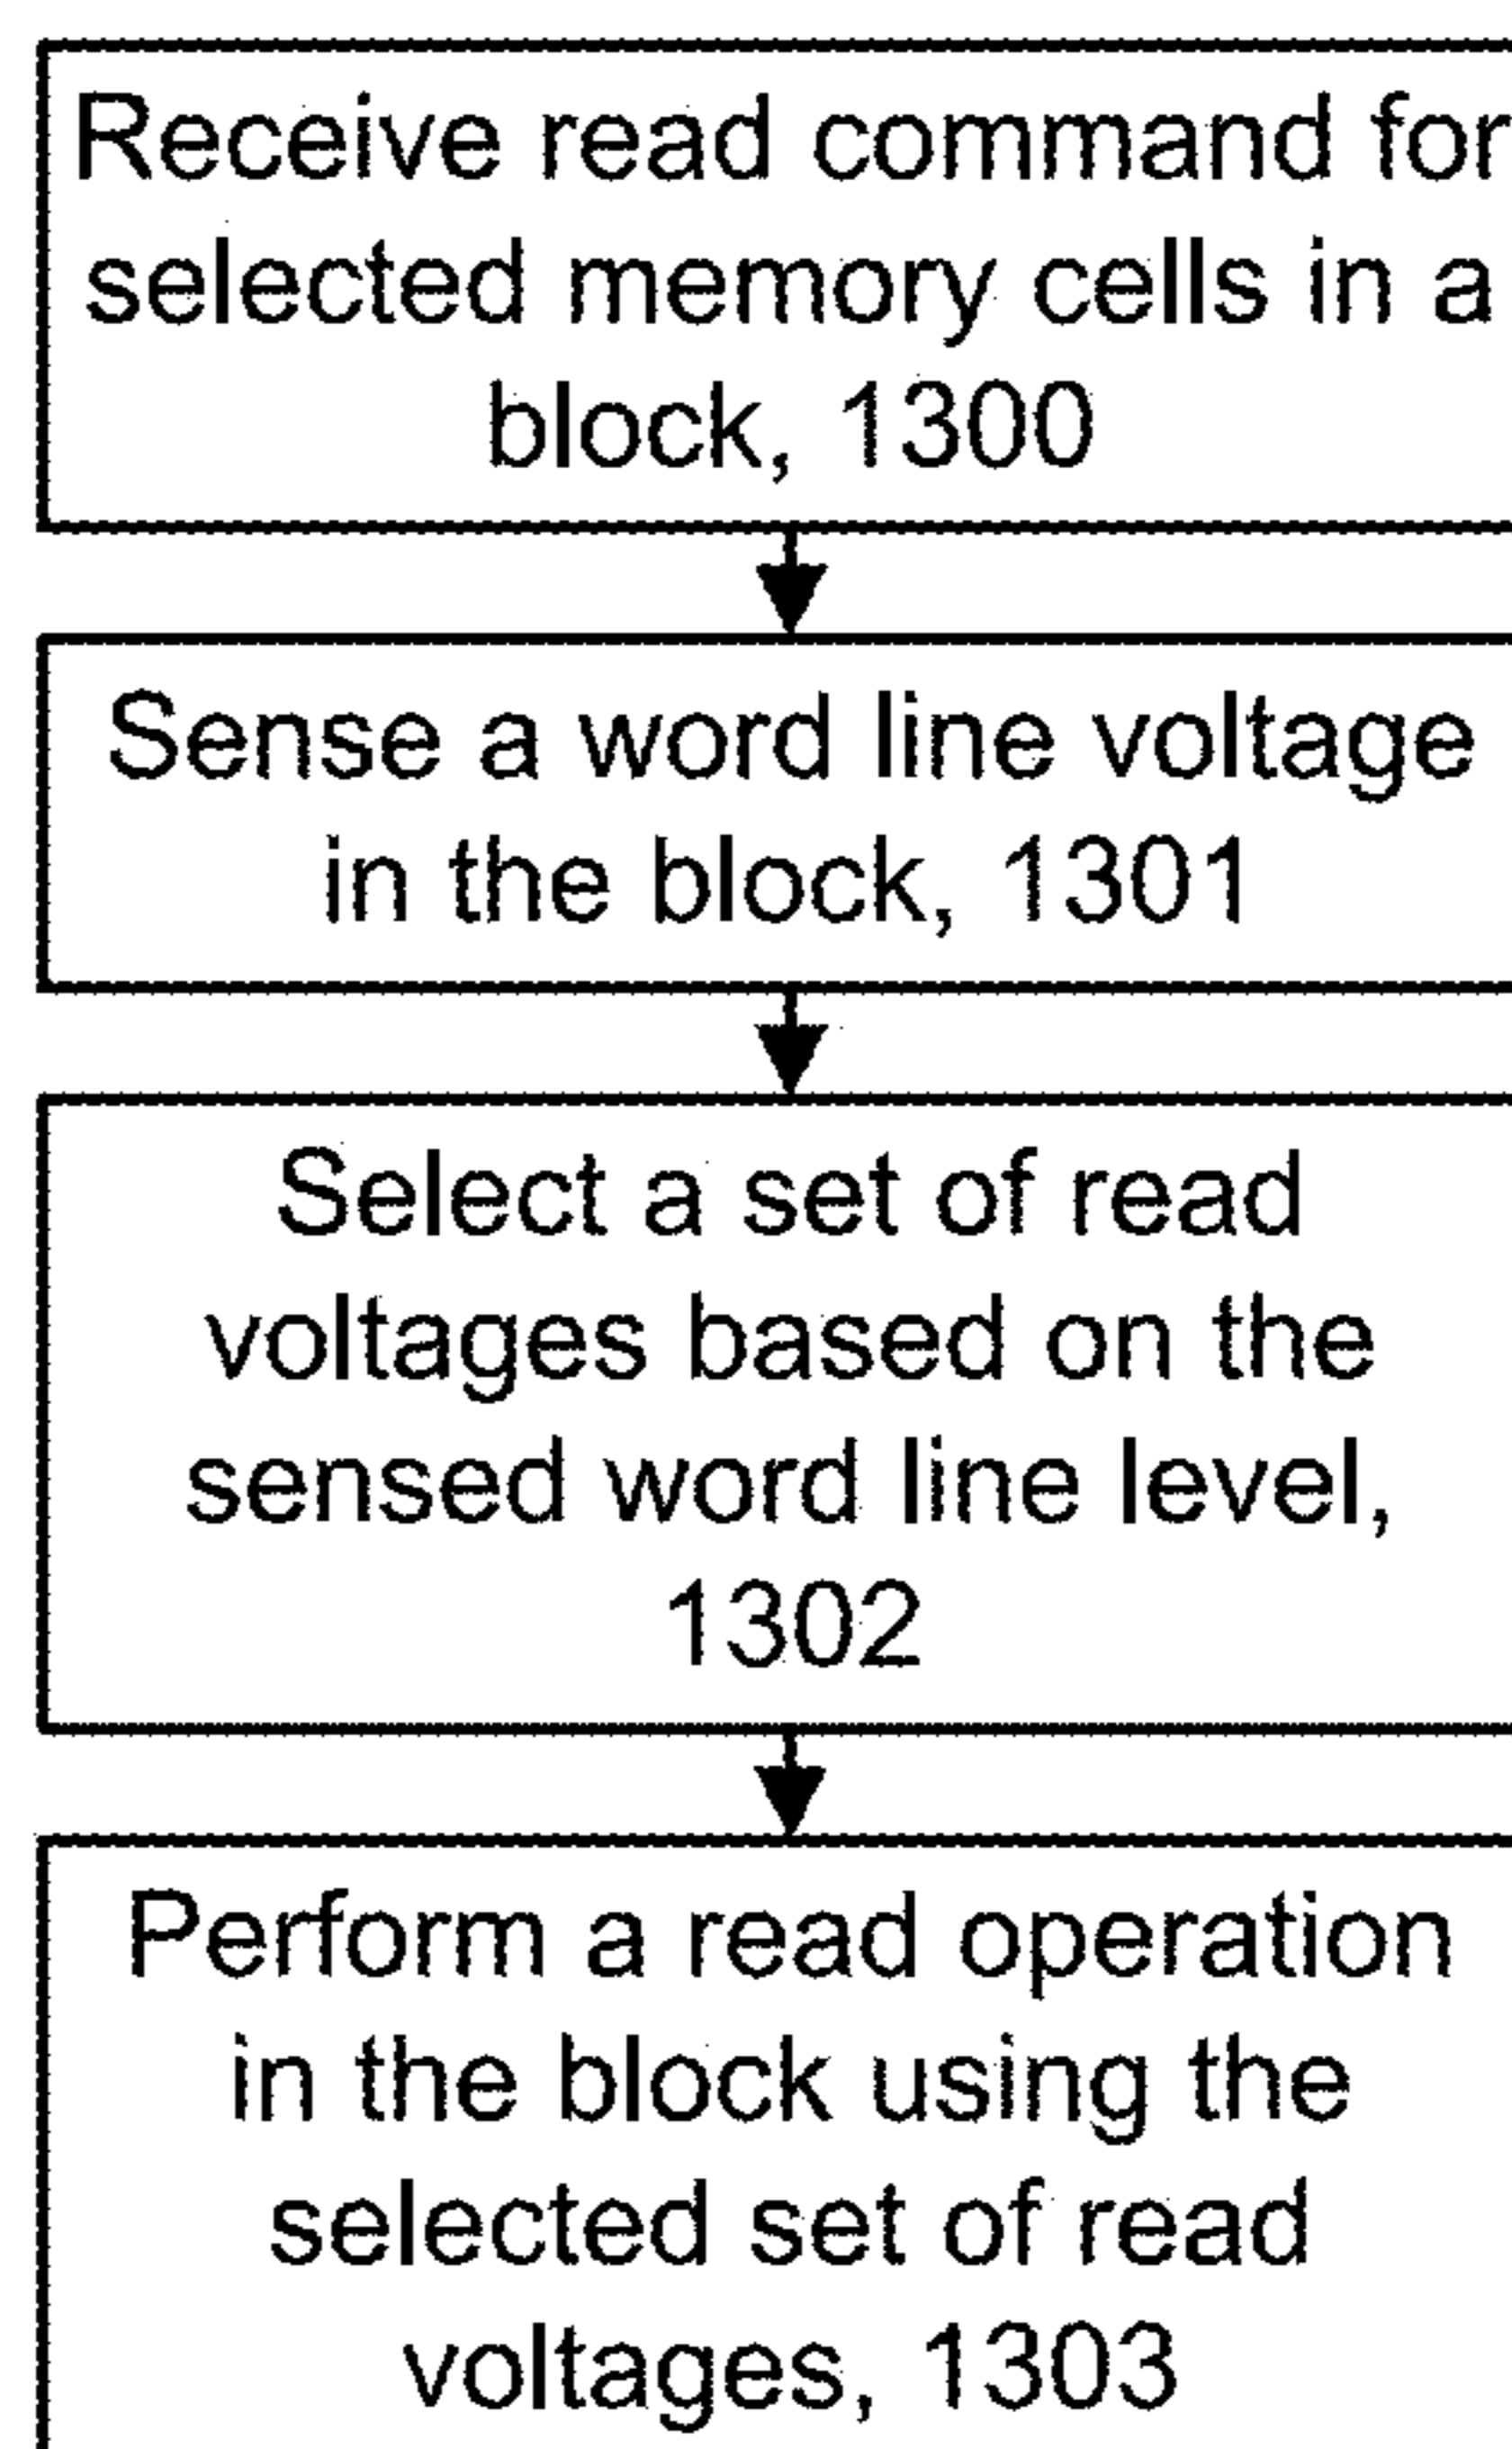 Receive read command for
selected memory cells in a
block, 1300
Sense a word line voltage
in the block, 1301
Select a set of read
voltages based on the
sensed word line level,
1302
Perform a read operation
in the block using the
selected set of read
voltages, 1303